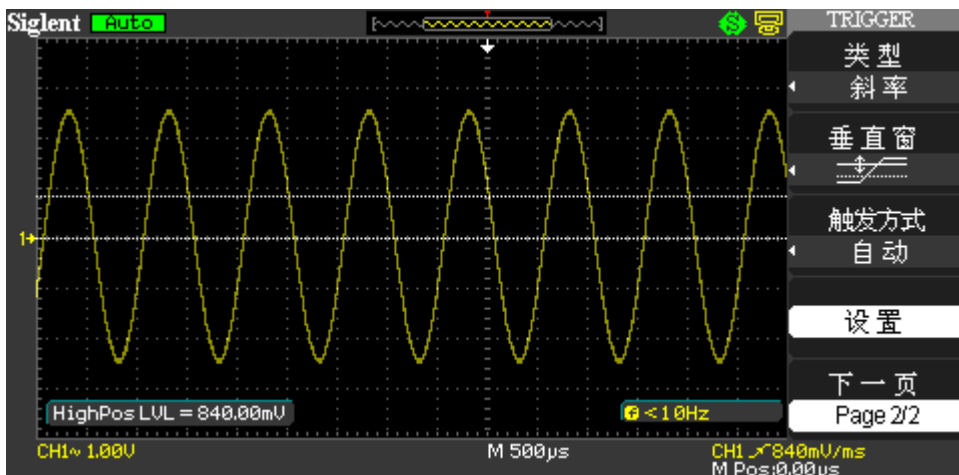 Siglent Auto TRIGGER
类型
斜率
垂直窗
触发方式
自动
设置
下一页
Page 2/2
1
HighPos LVL = 840.00mV
f <10Hz
CH1~ 1.00V M 500μs CH1 840mV/ms
M Pos:0.00μs